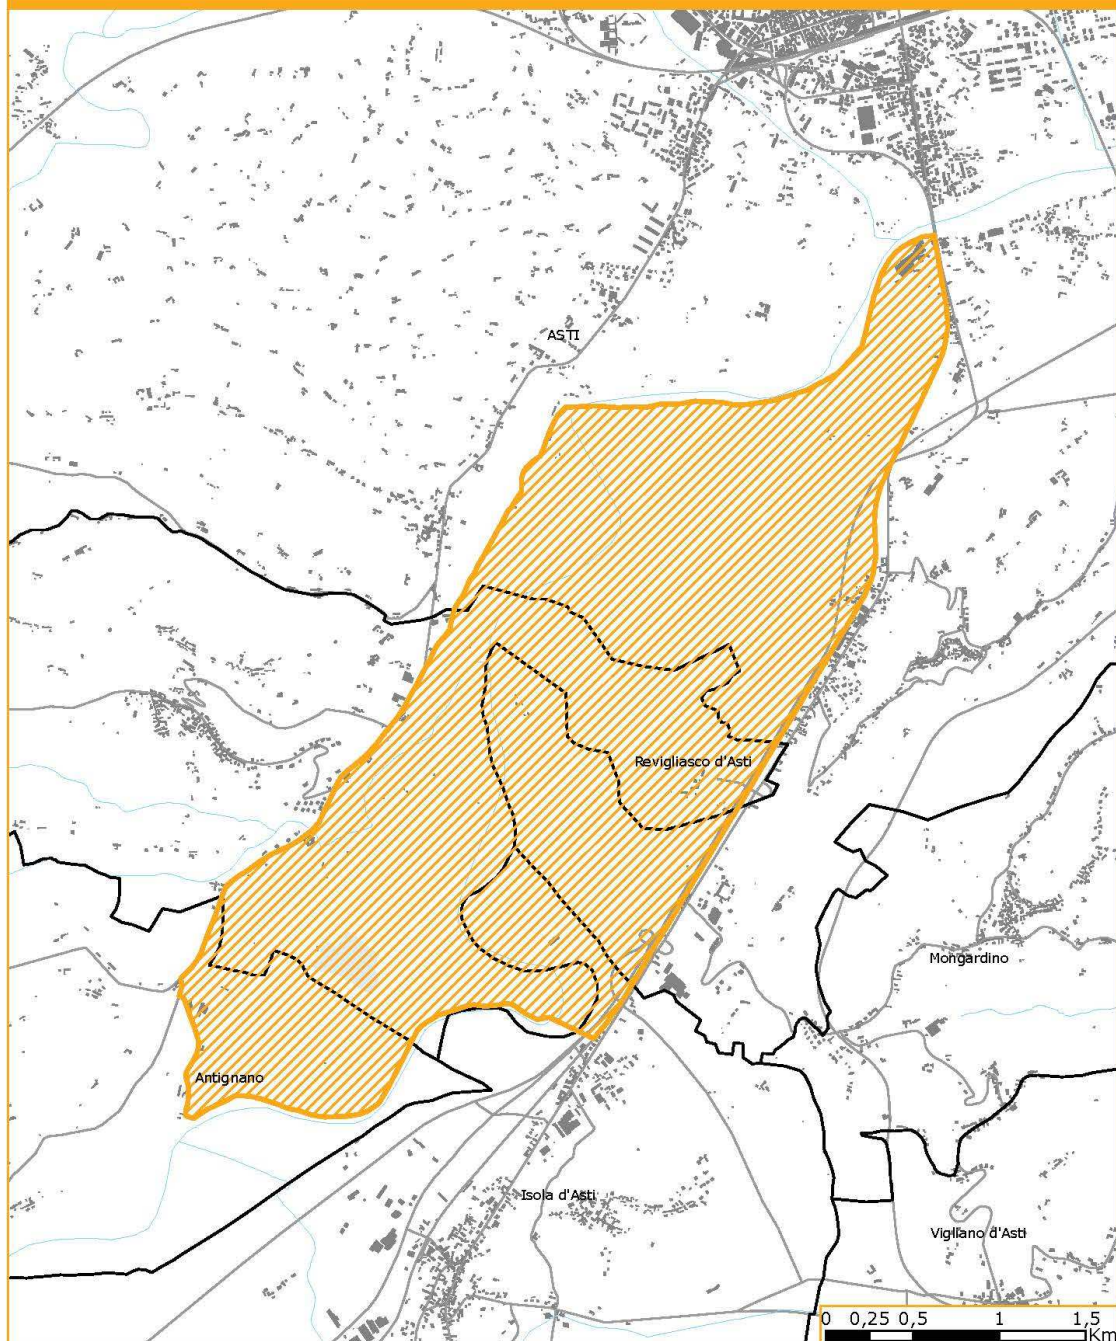 ASTI
Revigliasco d'Asti
Mongardino
Antignano
Isola d'Asti
Vigliano d'Asti
0 0,25 0,5 1 1,5
Km